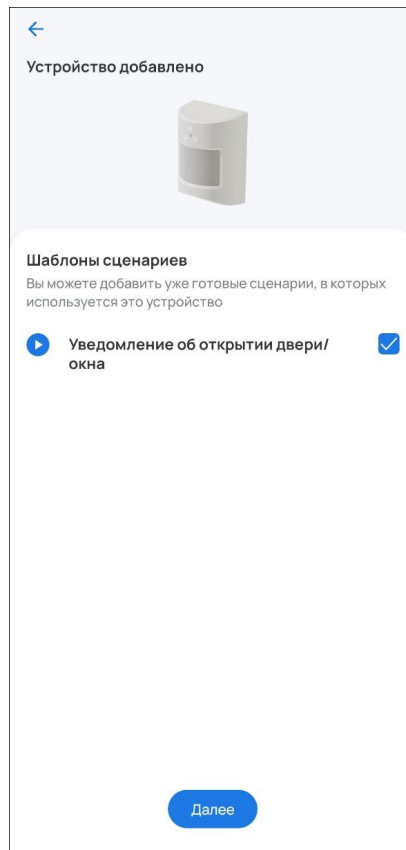 Устройство добавлено
Шаблоны сценариев
Вы можете добавить уже готовые сценарии, в которых
используется это устройство
Уведомление об открытии двери/
окна
Далее